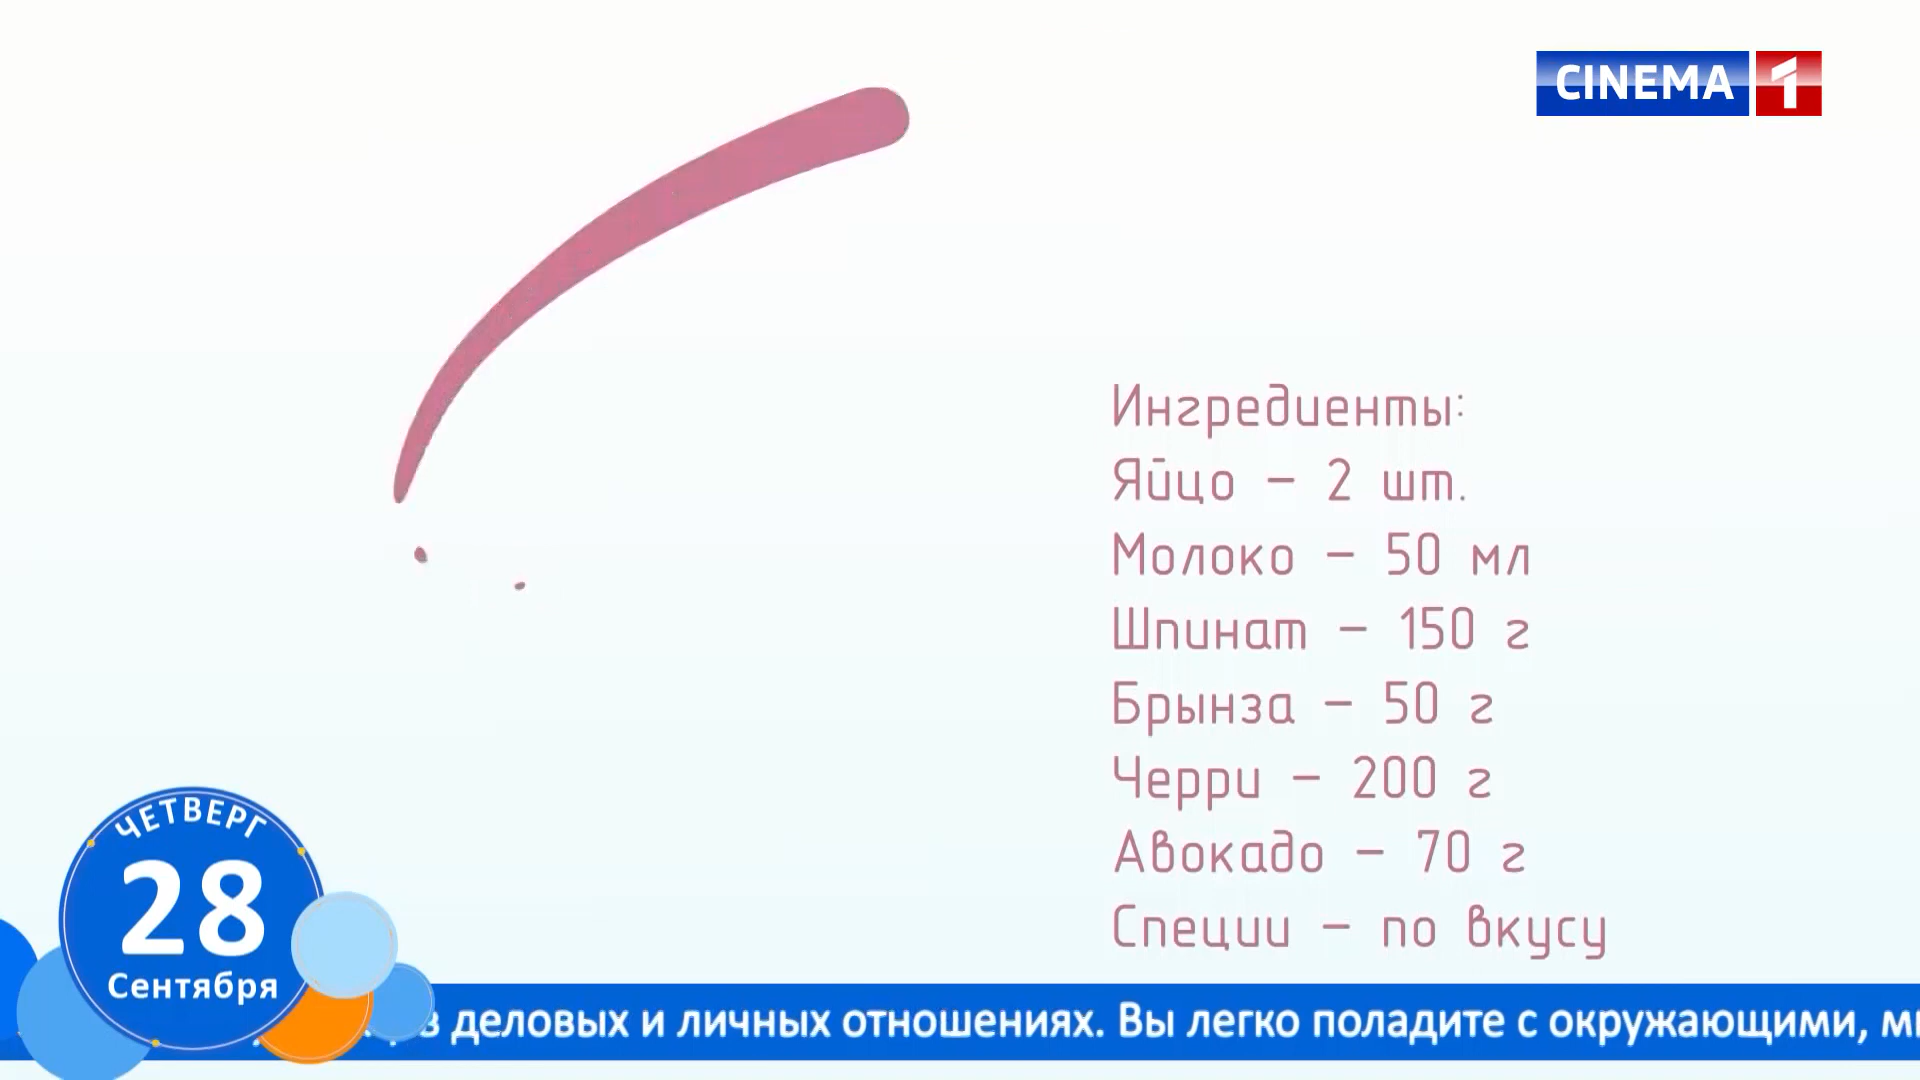 CINEMA 1
Ингредиенты:
Яйцо – 2 шт.
Молоко – 50 мл
Шпинат – 150 г
Брынза – 50 г
Черри – 200 г
Авокадо – 70 г
Специи – по вкусу
ЧЕТВЕРГ
28
Сентября
в деловых и личных отношениях. Вы легко поладите с окружающими,